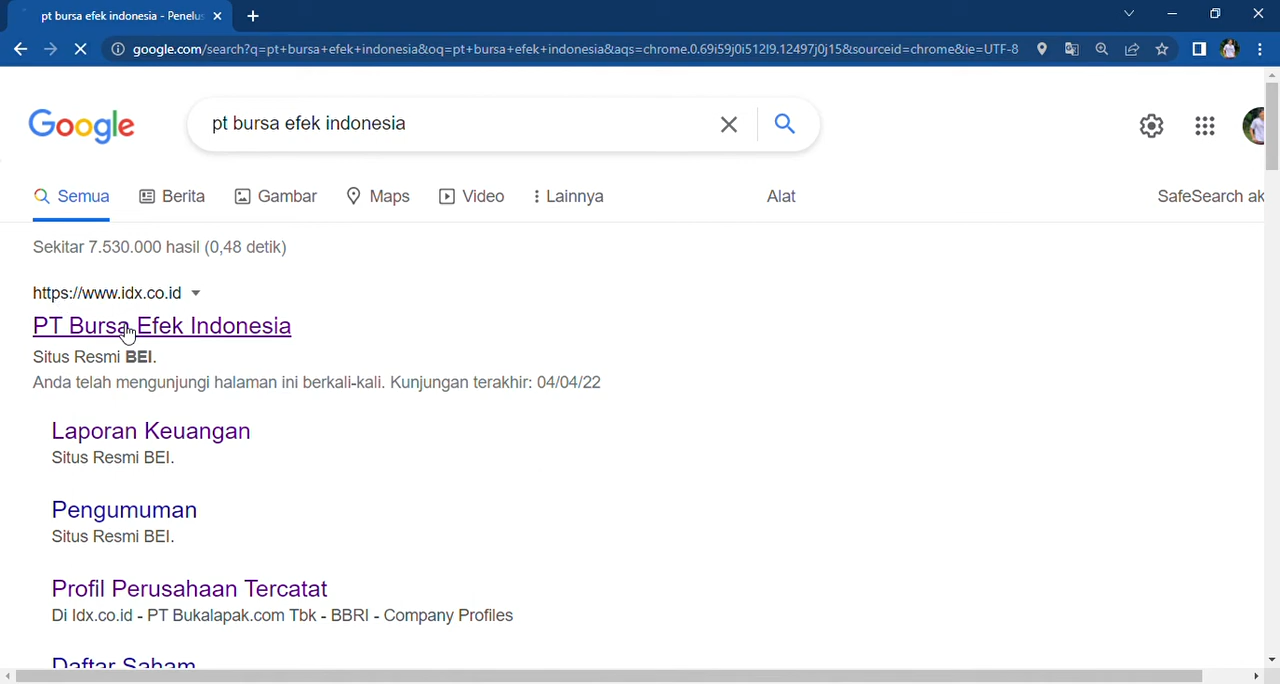 pt bursa efek indonesia - Penelus
google.com/search?q=pt+bursa+efek+indonesia&oq=pt+bursa+efek+indonesia&aqs=chrome.0.69i59j0i512l9.12497j0j15&sourceid=chrome&ie=UTF-8
Google
pt bursa efek indonesia
Semua Berita Gambar Maps Video Lainnya Alat SafeSearch ak
Sekitar 7.530.000 hasil (0,48 detik)
https://www.idx.co.id
PT Bursa Efek Indonesia
Situs Resmi BEI.
Anda telah mengunjungi halaman ini berkali-kali. Kunjungan terakhir: 04/04/22
Laporan Keuangan
Situs Resmi BEI.
Pengumuman
Situs Resmi BEI.
Profil Perusahaan Tercatat
Di Idx.co.id - PT Bukalapak.com Tbk - BBRI - Company Profiles
Daftar Saham